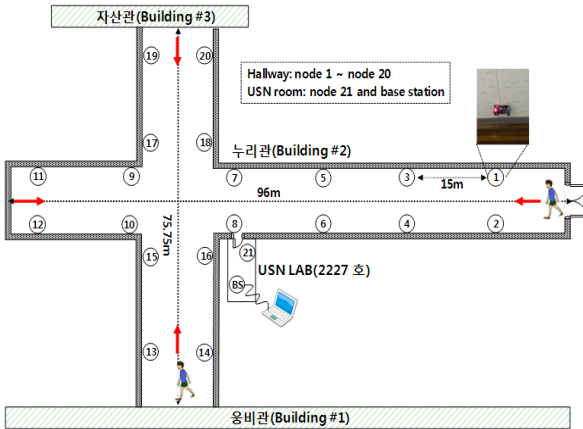 자산관(Building #3)
19
20
Hallway: node 1 ~ node 20
USN room: node 21 and base station
17
18
누리관(Building #2)
11
9
7
5
3
15m
1
96m
75.75m
12
10
8
6
4
2
15
16
21
USN LAB(2227 호)
BS
13
14
웅비관(Building #1)